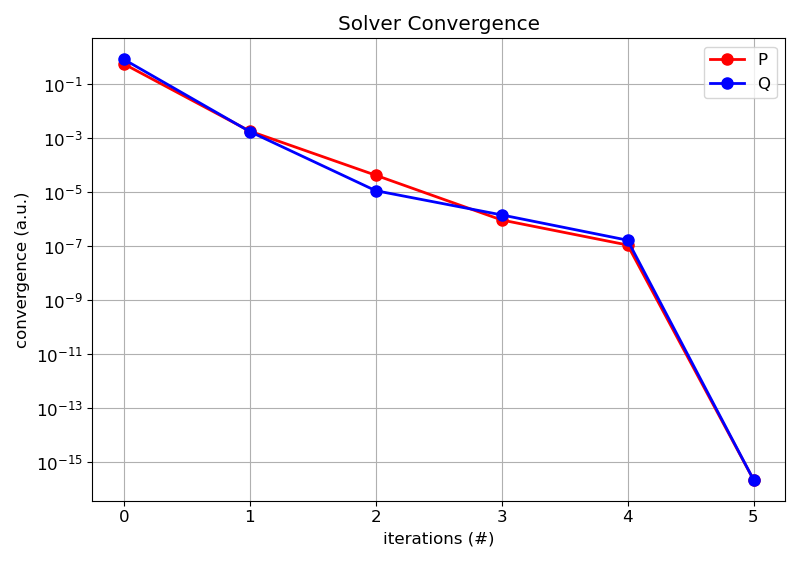 Solver Convergence
P
Q
convergence (a.u.)
10⁻¹
10⁻³
10⁻⁵
10⁻⁷
10⁻⁹
10⁻¹¹
10⁻¹³
10⁻¹⁵
0 1 2 3 4 5
iterations (#)